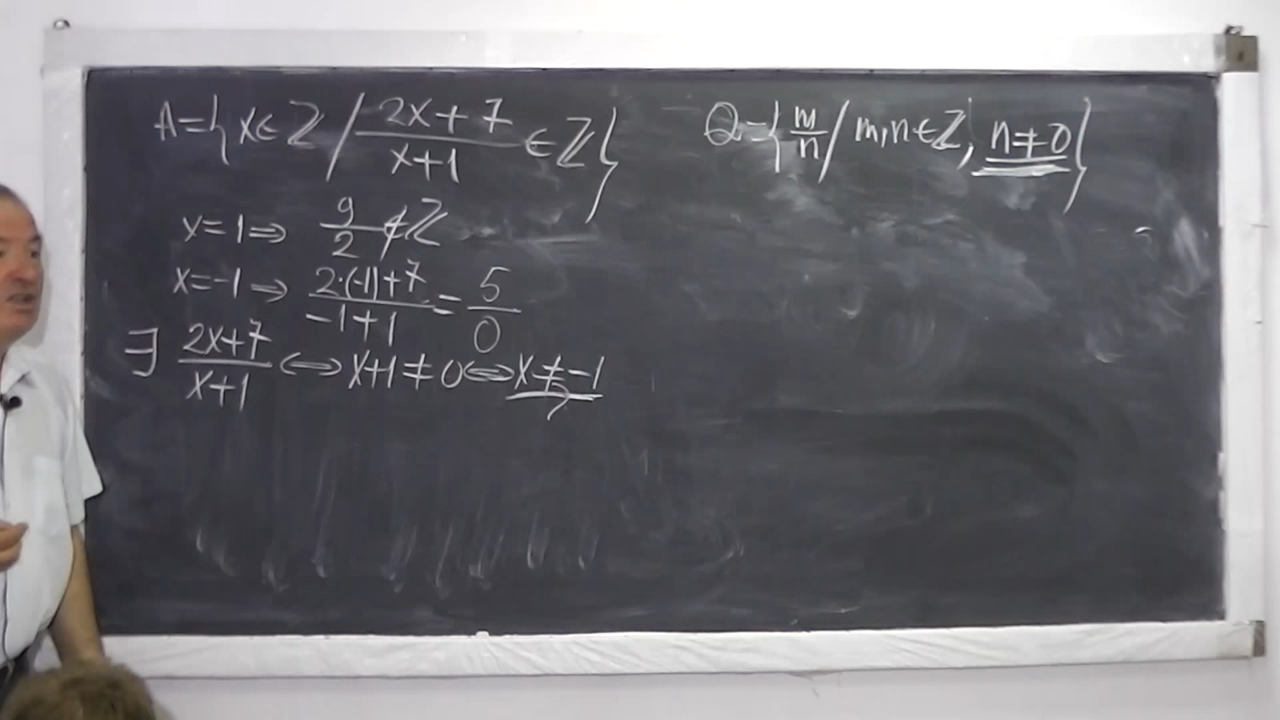 A={x∈Z / (2x+7)/(x+1) ∈Z}
x=1⇒ 9/2 ∉Z
x=-1⇒ (2·(-1)+7)/(-1+1) = 5/0
∃ (2x+7)/(x+1) ⇔ x+1≠0⇔x≠-1
Q={m/n / m,n∈Z, n≠0}